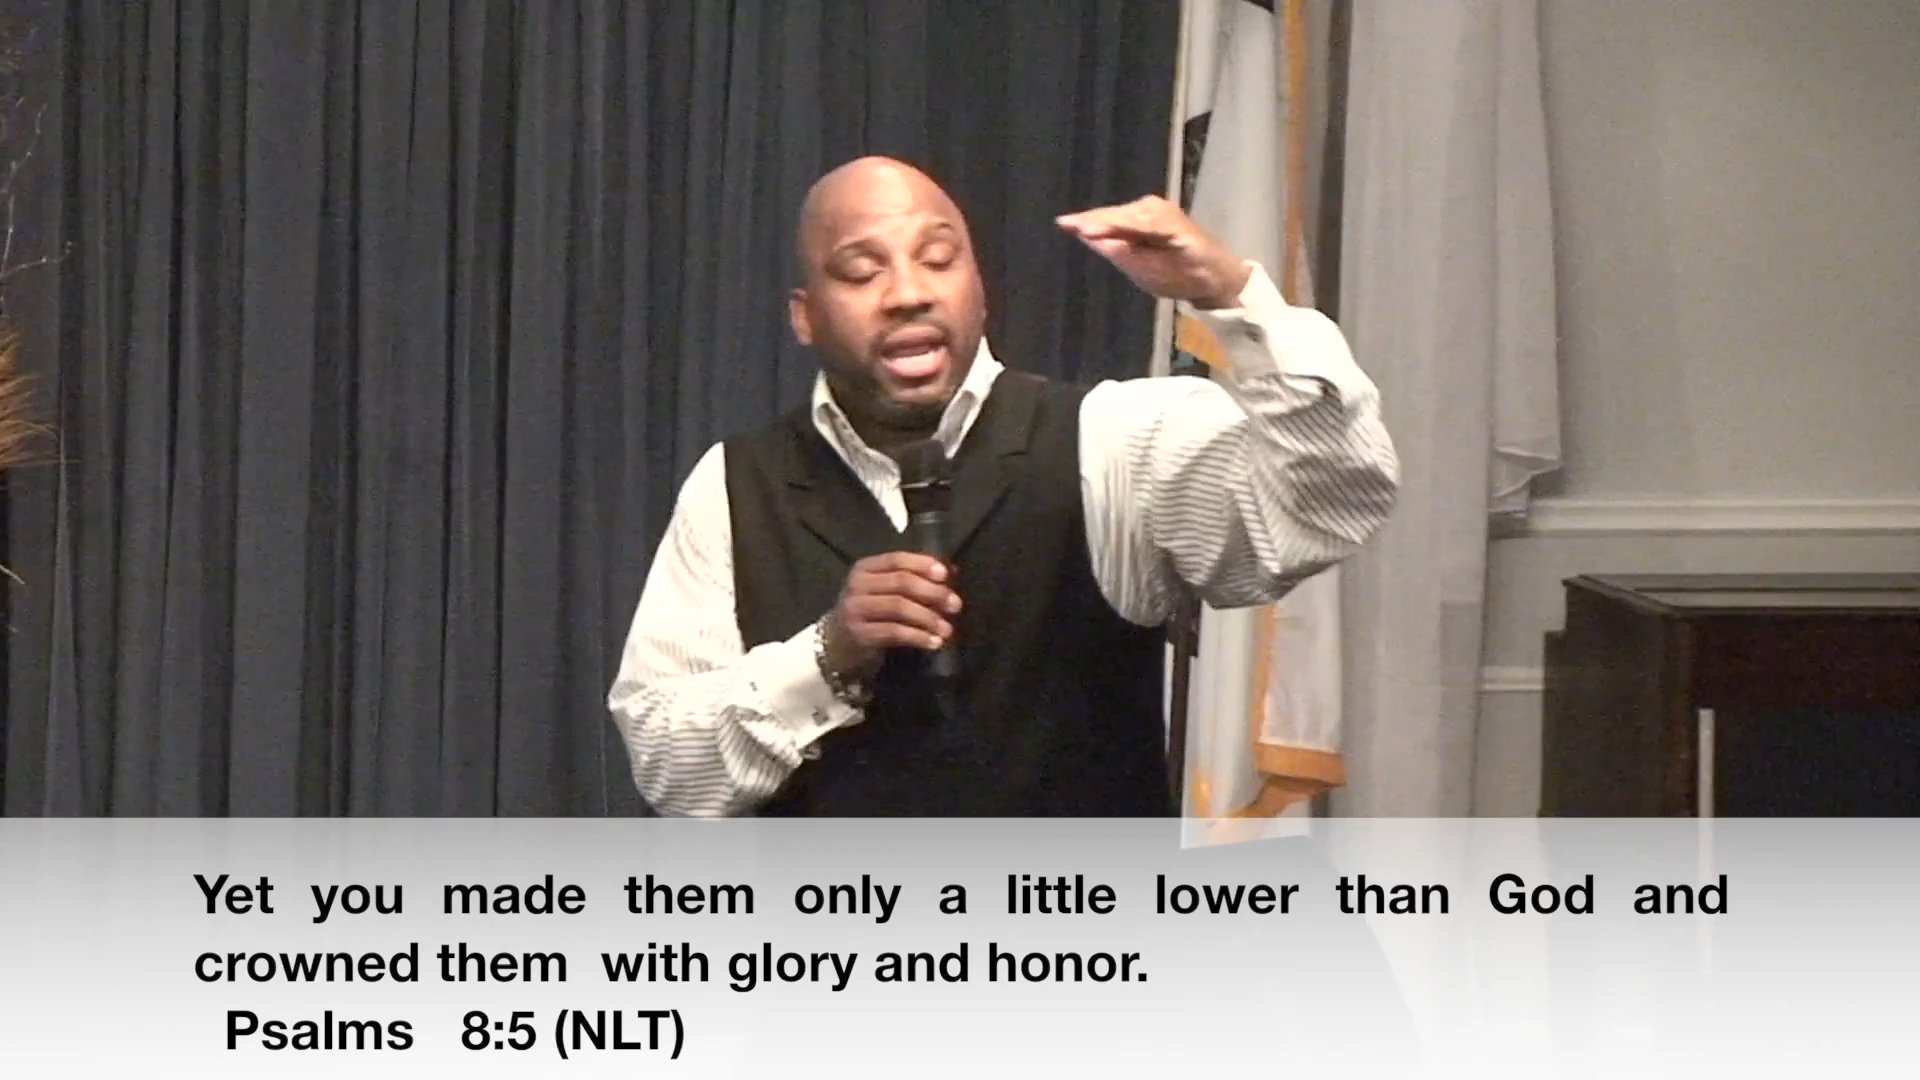 Yet you made them only a little lower than God and
crowned them with glory and honor.
Psalms 8:5 (NLT)